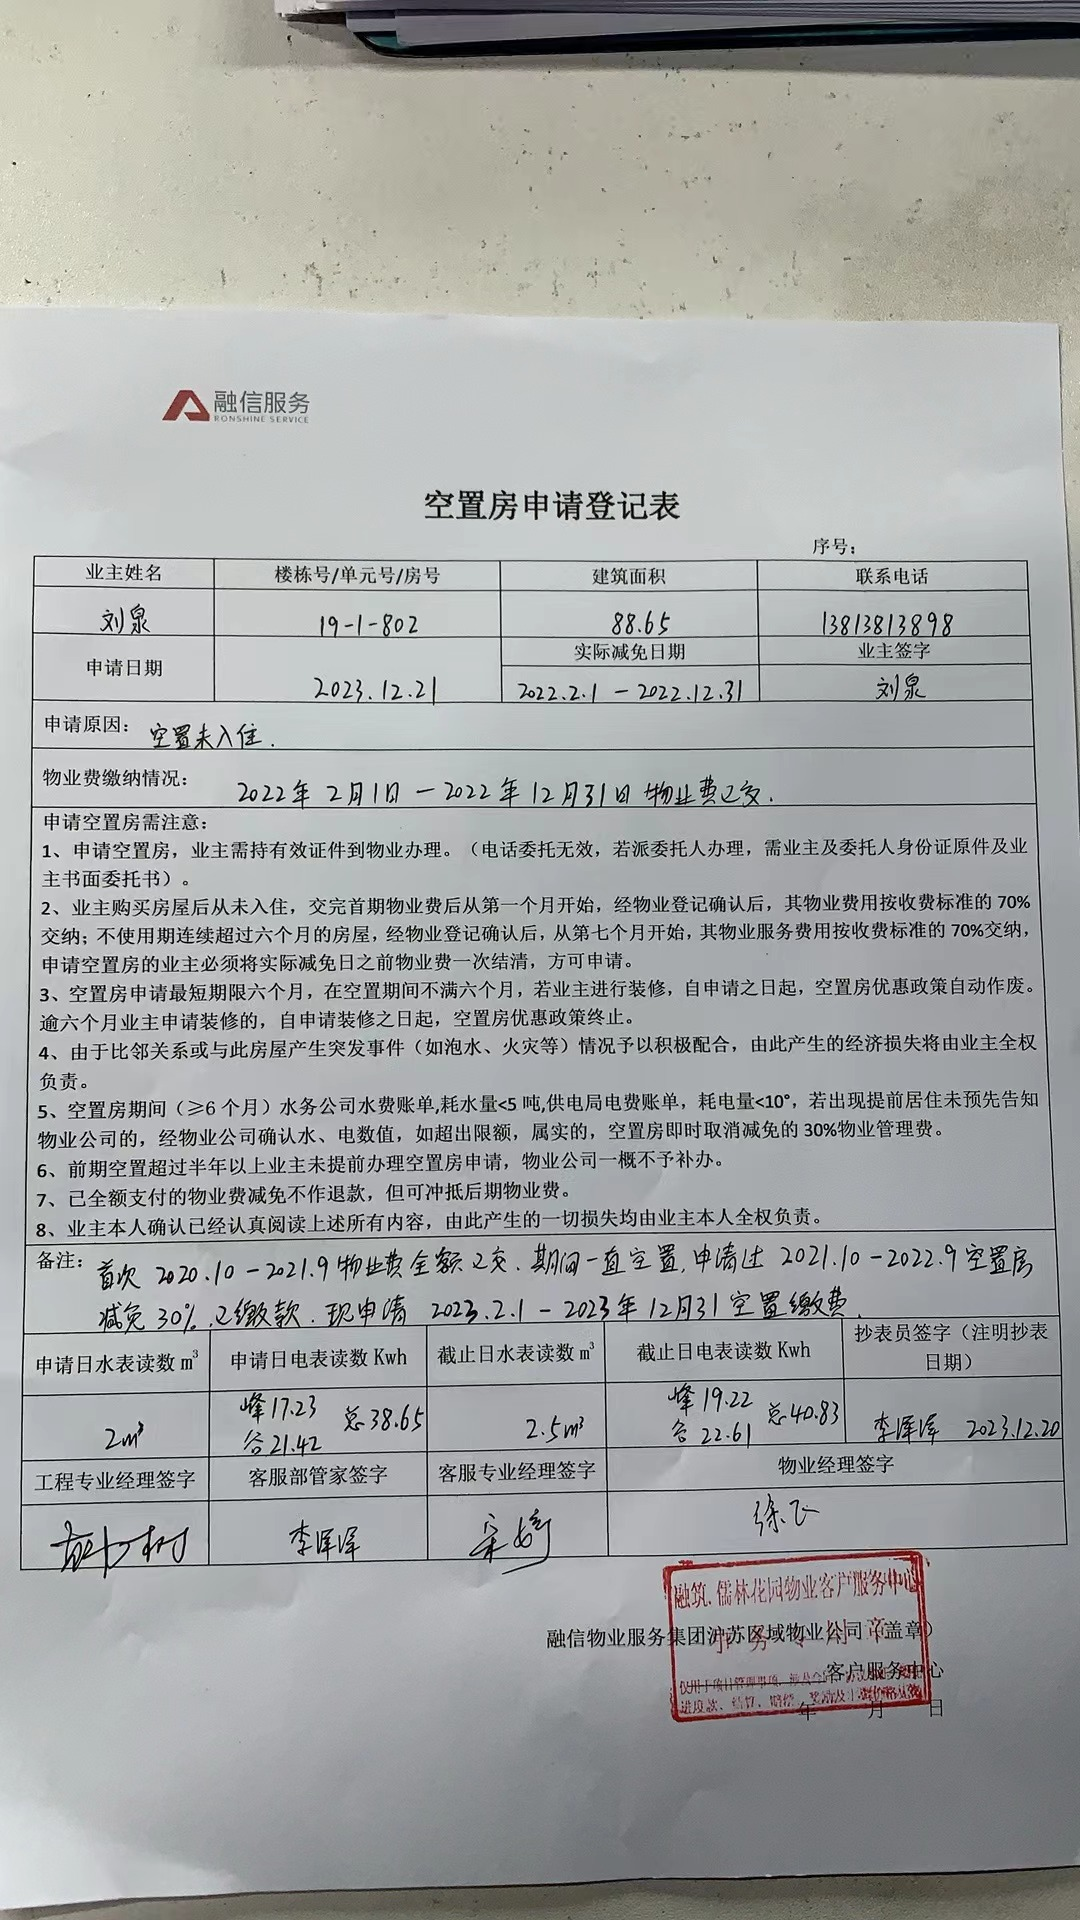 融信服务
RONSHINE SERVICE
空置房申请登记表
序号：
业主姓名 楼栋号/单元号/房号 建筑面积 联系电话
刘泉 19-1-802 88.65 13813813898
申请日期 2023.12.21 实际减免日期 业主签字
2022.2.1 — 2022.12.31 刘泉
申请原因： 空置未入住.
物业费缴纳情况： 2022年2月1日 — 2022年12月31日 物业费已交.
申请空置房需注意：
1、申请空置房，业主需持有效证件到物业办理。（电话委托无效，若派委托人办理，需业主及委托人身份证原件及业
主书面委托书）。
2、业主购买房屋后从未入住，交完首期物业费后从第一个月开始，经物业登记确认后，其物业费用按收费标准的70%
交纳；不使用期连续超过六个月的房屋，经物业登记确认后，从第七个月开始，其物业服务费用按收费标准的70%交纳，
申请空置房的业主必须将实际减免日之前物业费一次结清，方可申请。
3、空置房申请最短期限六个月，在空置期间不满六个月，若业主进行装修，自申请之日起，空置房优惠政策自动作废。
逾六个月业主申请装修的，自申请装修之日起，空置房优惠政策终止。
4、由于比邻关系或与此房屋产生突发事件（如泡水、火灾等）情况予以积极配合，由此产生的经济损失将由业主全权
负责。
5、空置房期间（≥6个月）水务公司水费账单,耗水量<5吨,供电局电费账单，耗电量<10°，若出现提前居住未预先告知
物业公司的，经物业公司确认水、电数值，如超出限额，属实的，空置房即时取消减免的30%物业管理费。
6、前期空置超过半年以上业主未提前办理空置房申请，物业公司一概不予补办。
7、已全额支付的物业费减免不作退款，但可冲抵后期物业费。
8、业主本人确认已经认真阅读上述所有内容，由此产生的一切损失均由业主本人全权负责。
备注： 首次2020.10—2021.9物业费全额已交.期间一直空置,申请过2021.10—2022.9空置房
减免30%.已缴款.现申请2023.2.1—2023年12月31空置缴费.
申请日水表读数m³ 申请日电表读数Kwh 截止日水表读数m³ 截止日电表读数Kwh 抄表员签字（注明抄表
日期）
2m³ 峰17.23 谷21.42 总38.65 2.5m³ 峰19.22 谷22.61 总40.83 李泽泽 2023.12.20
工程专业经理签字 客服部管家签字 客服专业经理签字 物业经理签字
李泽泽 徐飞
融筑.儒林花园物业客户服务中心
融信物业服务集团沪苏区域物业公司（盖章）
客户服务中心
年 月 日